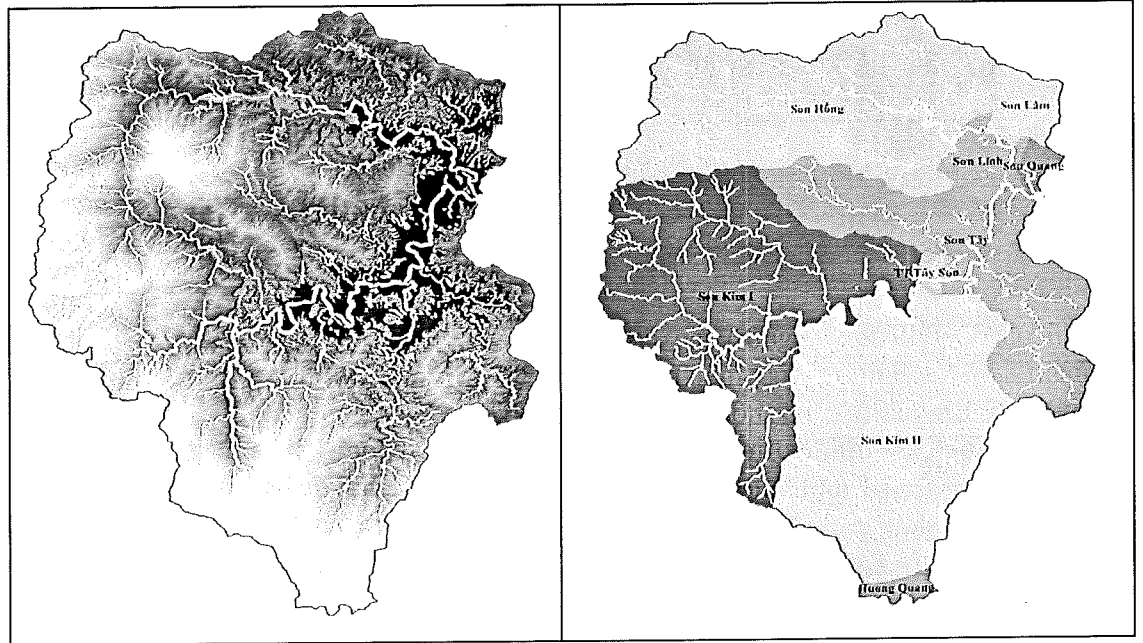 Sơn Hồng
Sơn Lâm
Sơn Lĩnh
Sơn Quang
Sơn Tây
TT Tây Sơn
Sơn Kim I
Sơn Kim II
Hương Quang